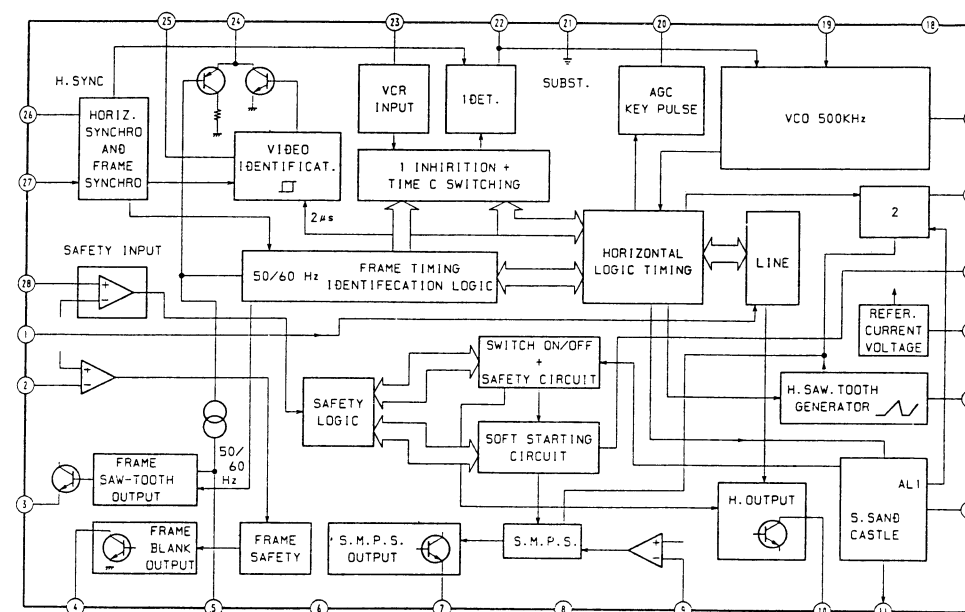 25
24
23
22
21
20
19
18
H.SYNC
SUBST.
HORIZ.
SYNCHRO
AND
FRAME
SYNCHRO
VCR
INPUT
1DET.
AGC
KEY PULSE
VCO 500KHz
26
27
VIDEO
IDENTIFICAT.
1 INHIRITION +
TIME C SWITCHING
2µs
2
SAFETY INPUT
HORIZONTAL
LOGIC TIMING
LINE
50/60 Hz
FRAME TIMING
IDENTIFECATION LOGIC
28
+
-
1
REFER.
CURRENT
VOLTAGE
SWITCH ON/OFF
+
SAFETY CIRCUIT
2
+
-
SAFETY
LOGIC
H.SAW.TOOTH
GENERATOR
SOFT STARTING
CIRCUIT
50/
60
Hz
FRAME
SAW-TOOTH
OUTPUT
3
AL1
S.SAND
CASTLE
H.OUTPUT
FRAME
BLANK
OUTPUT
FRAME
SAFETY
S.M.P.S.
OUTPUT
S.M.P.S.
+
-
4
5
6
7
8
9
10
11